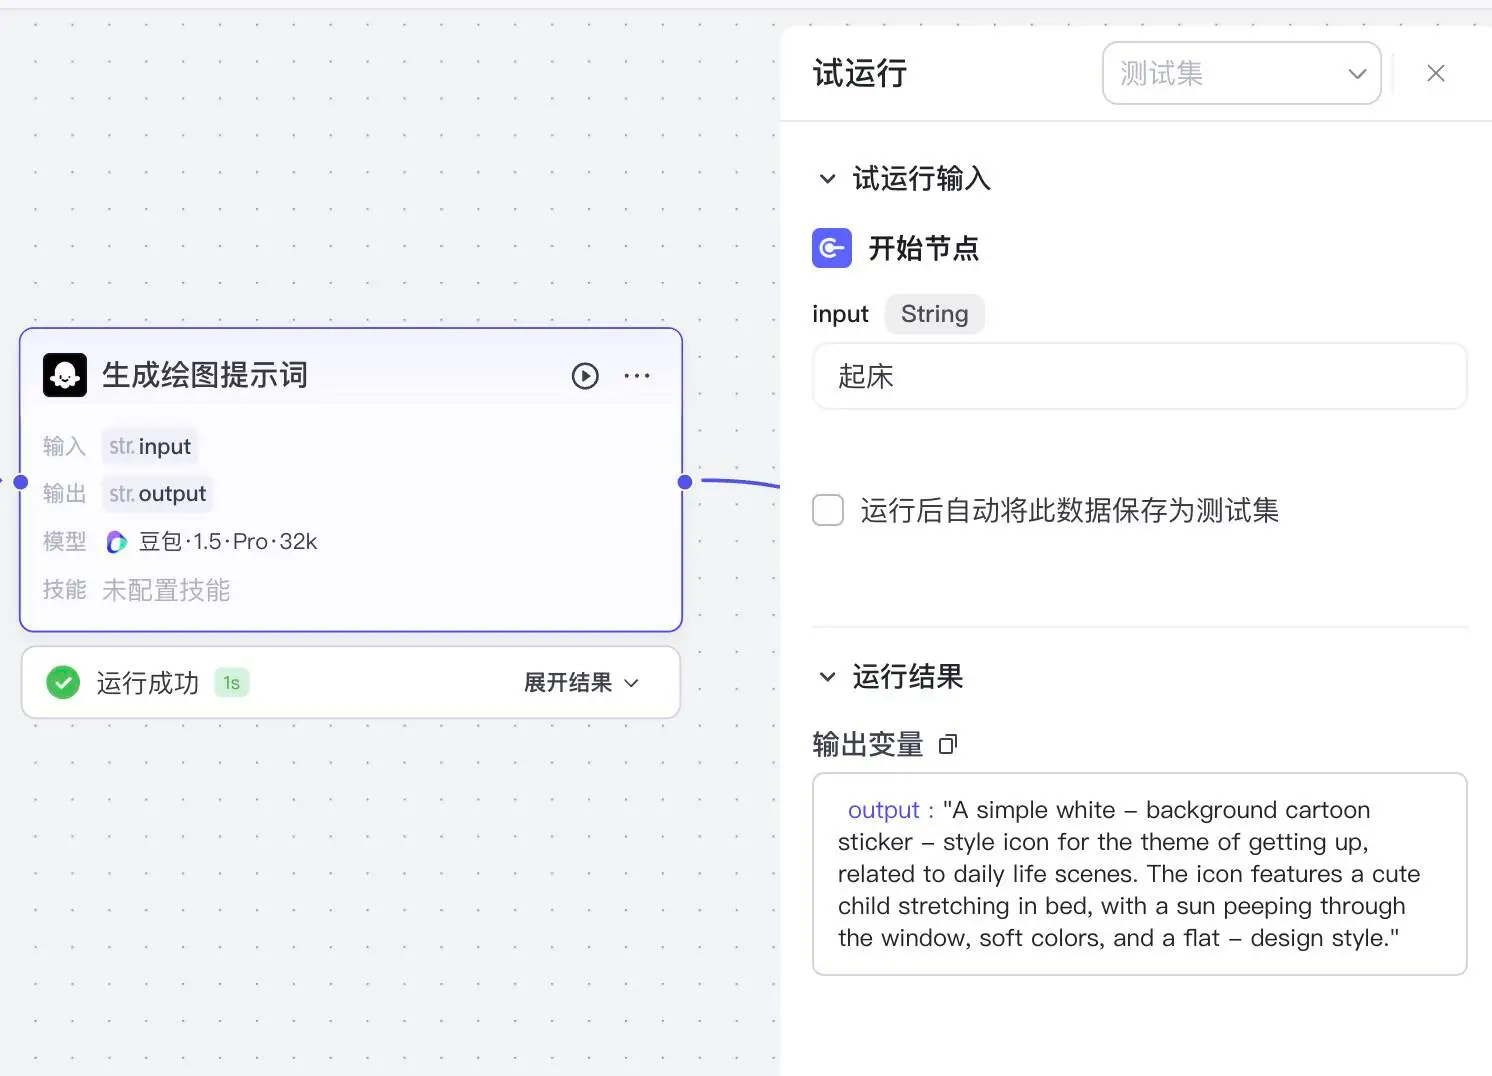 试运行
测试集
试运行输入
开始节点
input String
起床
运行后自动将此数据保存为测试集
运行结果
输出变量
output : "A simple white – background cartoon
sticker – style icon for the theme of getting up,
related to daily life scenes. The icon features a cute
child stretching in bed, with a sun peeping through
the window, soft colors, and a flat – design style."
生成绘图提示词
输入 str. input
输出 str. output
模型 豆包·1.5·Pro·32k
技能 未配置技能
运行成功 1s 展开结果